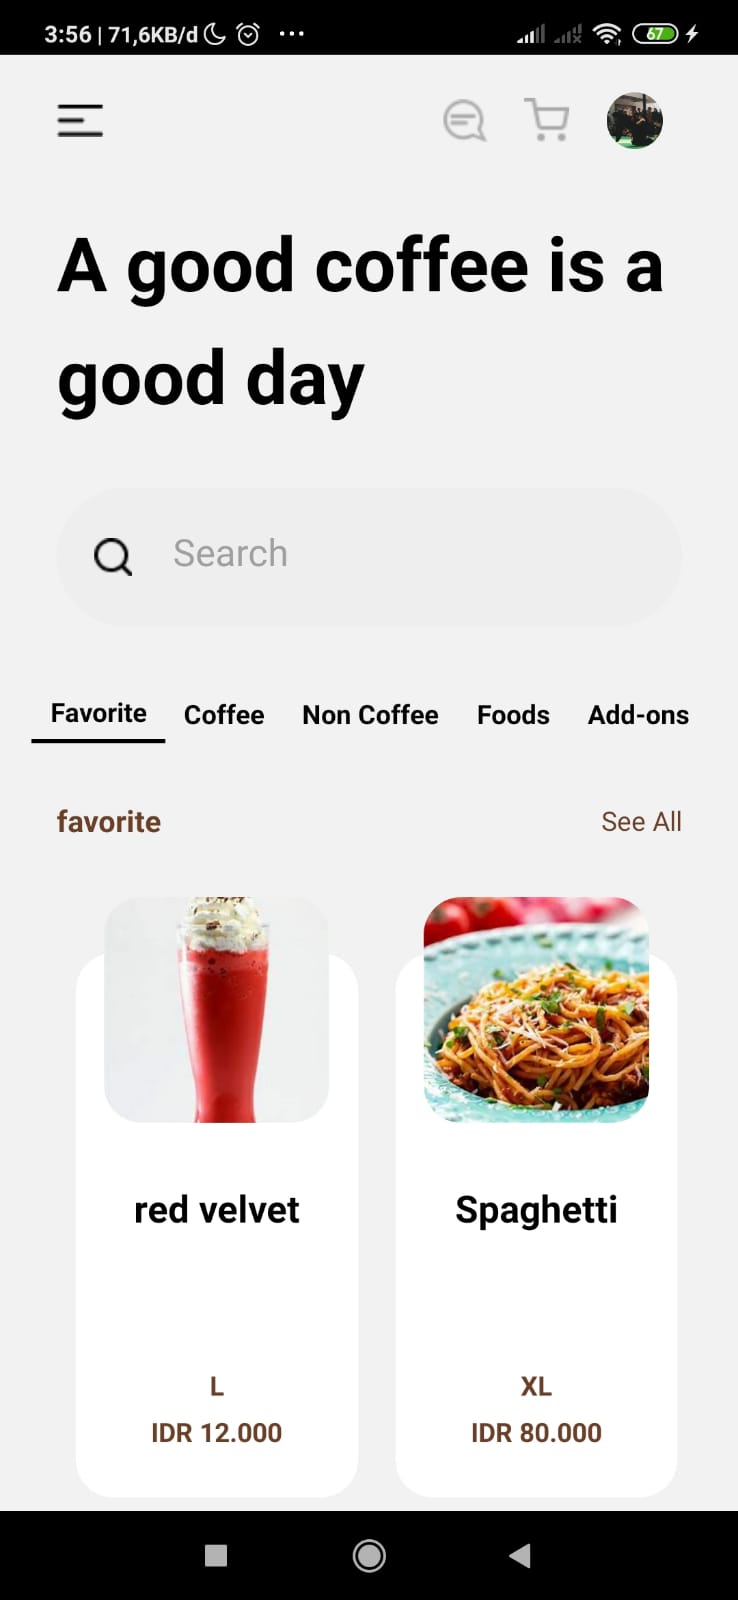 3:56 | 71,6KB/d
67
A good coffee is a
good day
Search
Favorite Coffee Non Coffee Foods Add-ons
favorite See All
red velvet Spaghetti
L XL
IDR 12.000 IDR 80.000